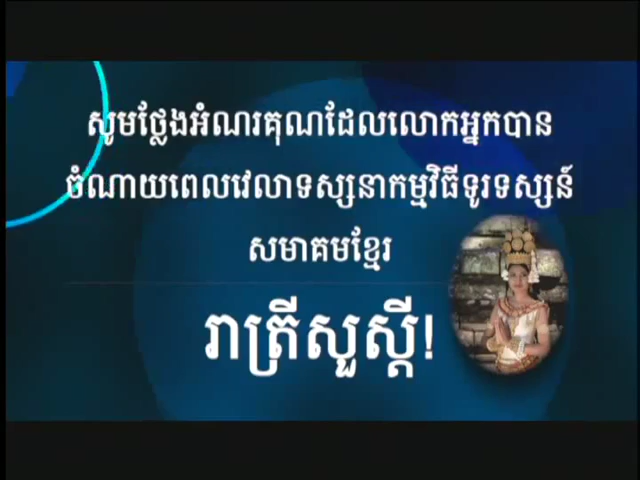 សូមថ្លែងអំណរគុណដែលលោកអ្នកបាន
ចំណាយពេលវេលាទស្សនាកម្មវិធីទូរទស្សន៍
សមាគមខ្មែរ
រាត្រីសួស្តី!